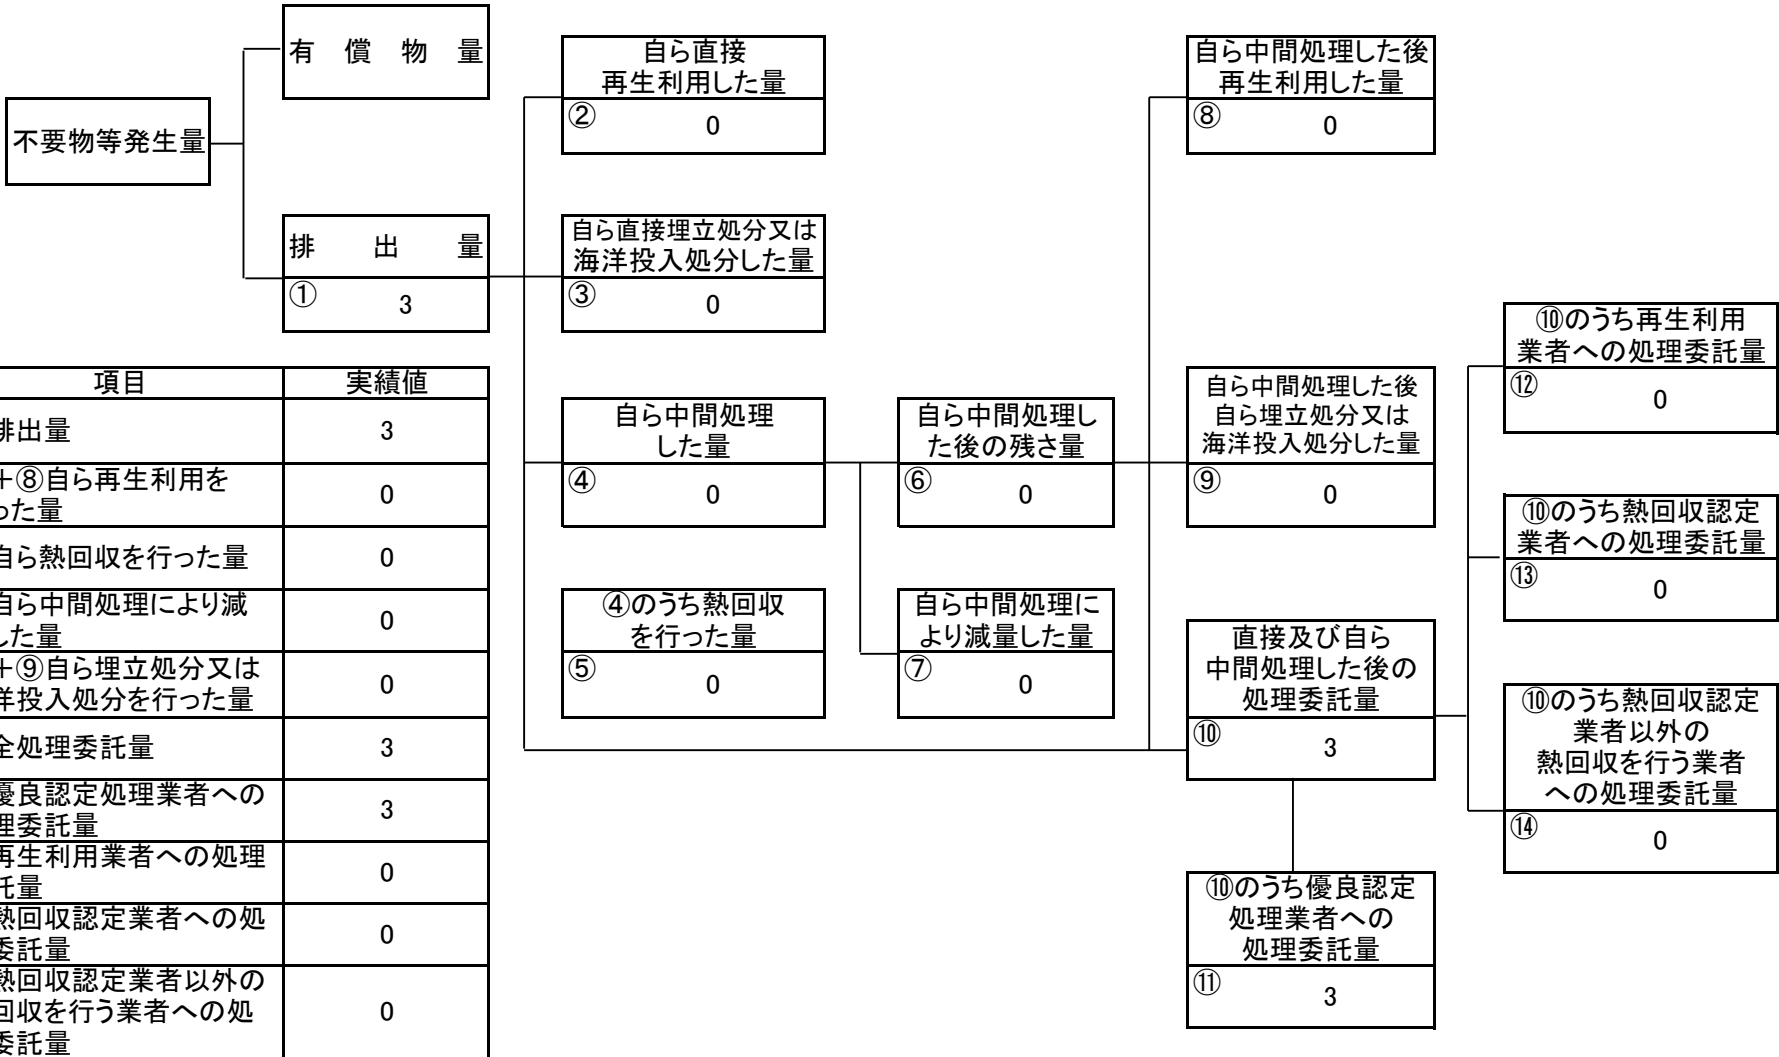 有償物量
不要物等発生量
排出量
①
3
自ら直接
再生利用した量
②
0
自ら直接埋立処分又は
海洋投入処分した量
③
0
自ら中間処理
した量
④
0
④のうち熱回収
を行った量
⑤
0
自ら中間処理し
た後の残さ量
⑥
0
自ら中間処理に
より減量した量
⑦
0
自ら中間処理した後
再生利用した量
⑧
0
自ら中間処理した後
自ら埋立処分又は
海洋投入処分した量
⑨
0
直接及び自ら
中間処理した後の
処理委託量
⑩
3
⑩のうち優良認定
処理業者への
処理委託量
⑪
3
⑩のうち再生利用
業者への処理委託量
⑫
0
⑩のうち熱回収認定
業者への処理委託量
⑬
0
⑩のうち熱回収認定
業者以外の
熱回収を行う業者
への処理委託量
⑭
0
項目
実績値
排出量
3
+⑧自ら再生利用を
った量
0
自ら熱回収を行った量
0
自ら中間処理により減
した量
0
+⑨自ら埋立処分又は
洋投入処分を行った量
0
全処理委託量
3
優良認定処理業者への
理委託量
3
再生利用業者への処理
託量
0
熱回収認定業者への処
委託量
0
熱回収認定業者以外の
回収を行う業者への処
委託量
0